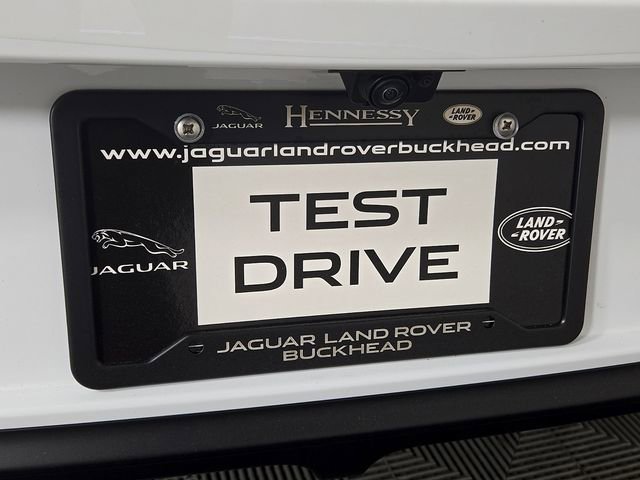 JAGUAR HENNESSY LAND-ROVER
www.jaguarlandroverbuckhead.com
TEST
DRIVE
JAGUAR
LAND-
-ROVER
JAGUAR LAND ROVER
BUCKHEAD